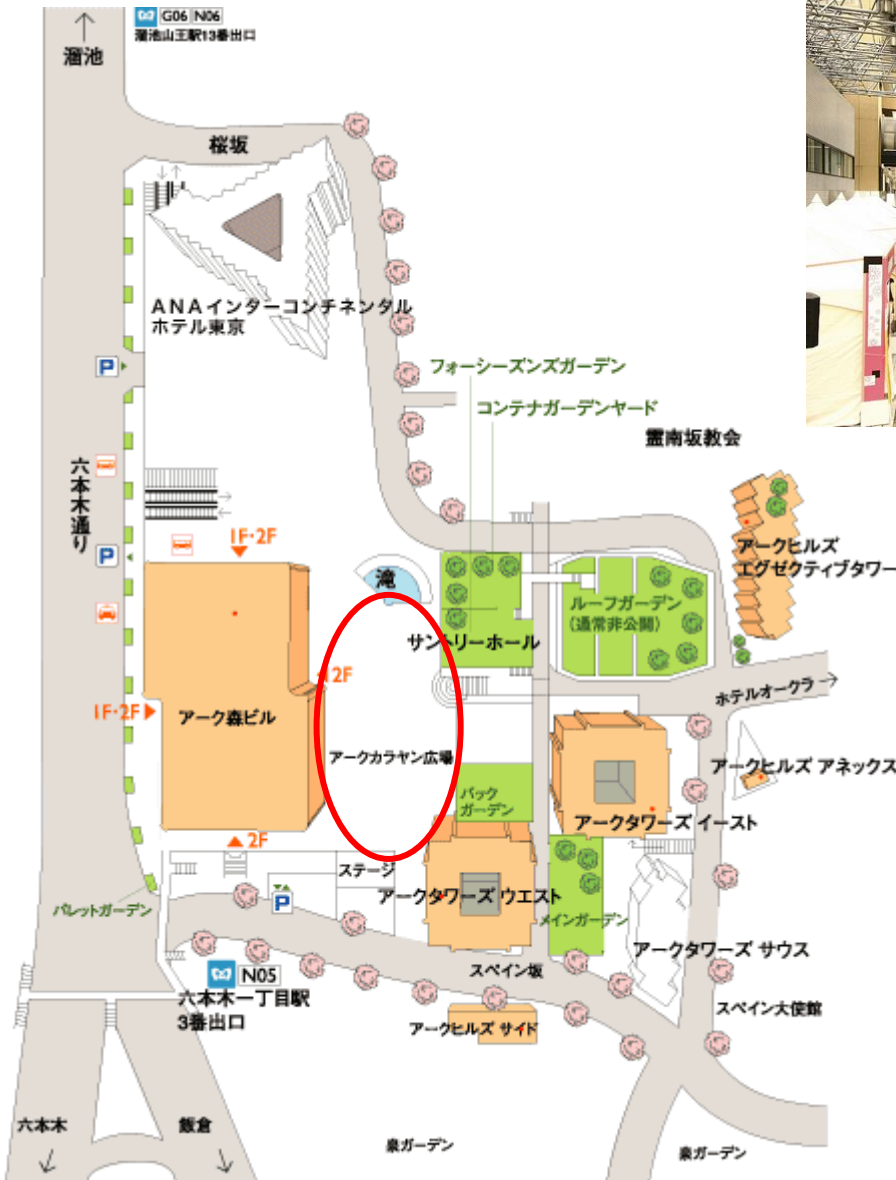 G06 N06
溜池山王駅13番出口
溜池
桜坂
ANAインターコンチネンタル
ホテル東京
P
フォーシーズンズガーデン
コンテナガーデンヤード
霊南坂教会
六本木通り
1F・2F
P
滝
アークヒルズ
エグゼクティブタワー
ルーフガーデン
(通常非公開)
サントリーホール
2F
ホテルオークラ
1F・2F
アーク森ビル
アークカラヤン広場
アークヒルズ アネックス
バック
ガーデン
アークタワーズ イースト
2F
ステージ
アークタワーズ ウエスト
P
パレットガーデン
メインガーデン
アークタワーズ サウス
スペイン坂
N05
六本木一丁目駅
3番出口
スペイン大使館
アークヒルズ サイド
六本木
飯倉
泉ガーデン
泉ガーデン